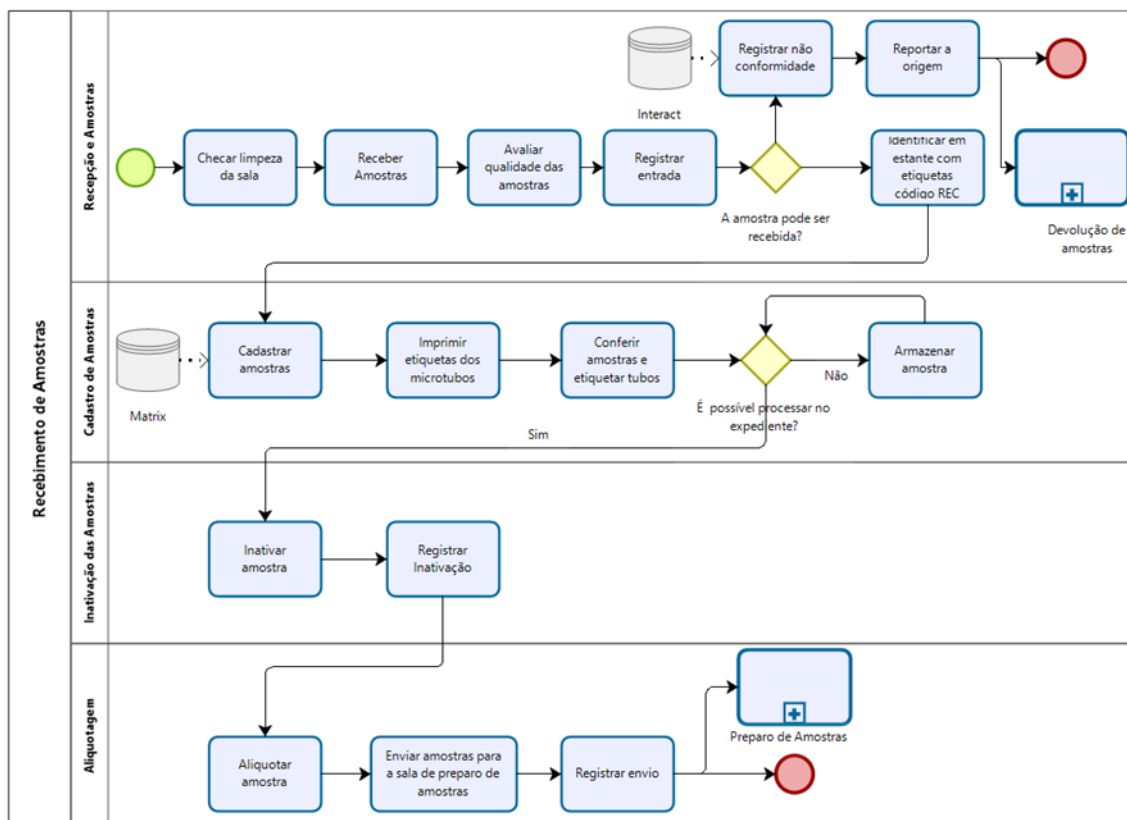 Recebimento de Amostras
Recepção e Amostras
Checar limpeza
da sala
Receber
Amostras
Avaliar
qualidade das
amostras
Registrar
entrada
A amostra pode ser
recebida?
Interact
Registrar não
conformidade
Reportar a
origem
Identificar em
estante com
etiquetas
código REC
Devolução de
amostras
Cadastro de Amostras
Matrix
Cadastrar
amostras
Imprimir
etiquetas dos
microtubos
Conferir
amostras e
etiquetar tubos
É possível processar no
expediente?
Não
Armazenar
amostra
Sim
Inativação das Amostras
Inativar
amostra
Registrar
Inativação
Aliquotagem
Aliquotar
amostra
Enviar amostras para
a sala de preparo de
amostras
Registrar envio
Preparo de Amostras